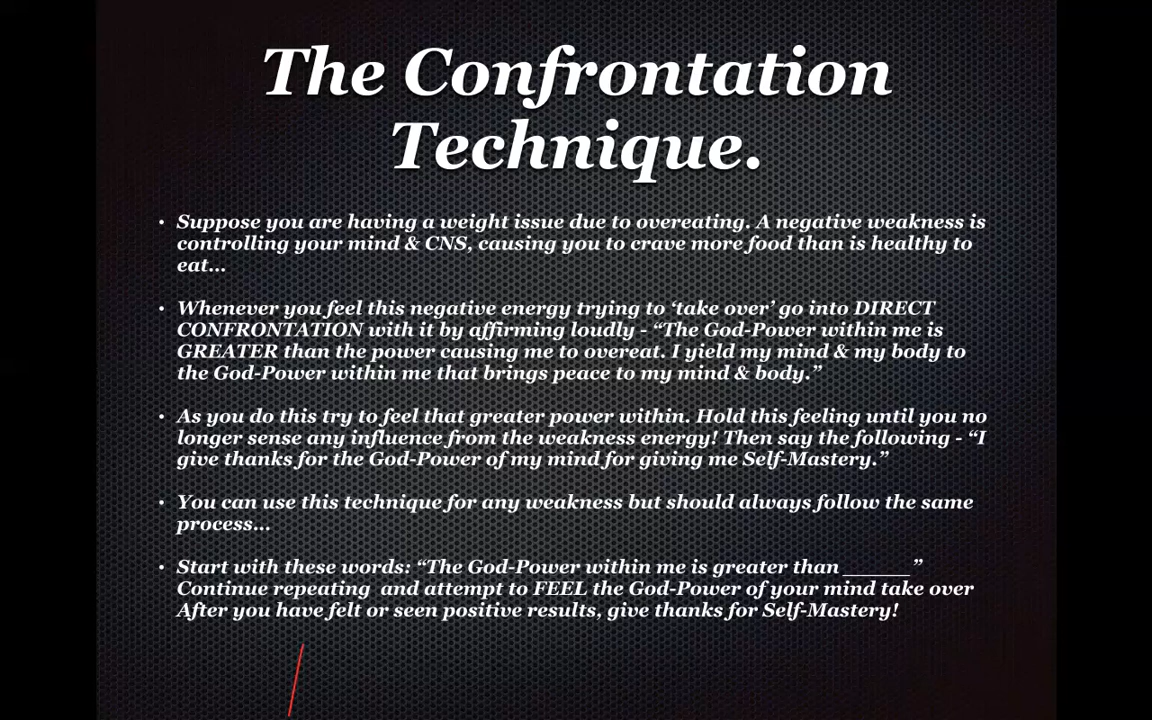 The Confrontation
Technique.
• Suppose you are having a weight issue due to overeating. A negative weakness is
controlling your mind & CNS, causing you to crave more food than is healthy to
eat...
• Whenever you feel this negative energy trying to ‘take over’ go into DIRECT
CONFRONTATION with it by affirming loudly - “The God-Power within me is
GREATER than the power causing me to overeat. I yield my mind & my body to
the God-Power within me that brings peace to my mind & body.”
• As you do this try to feel that greater power within. Hold this feeling until you no
longer sense any influence from the weakness energy! Then say the following - “I
give thanks for the God-Power of my mind for giving me Self-Mastery.”
• You can use this technique for any weakness but should always follow the same
process...
• Start with these words: “The God-Power within me is greater than _____”
Continue repeating and attempt to FEEL the God-Power of your mind take over
After you have felt or seen positive results, give thanks for Self-Mastery!